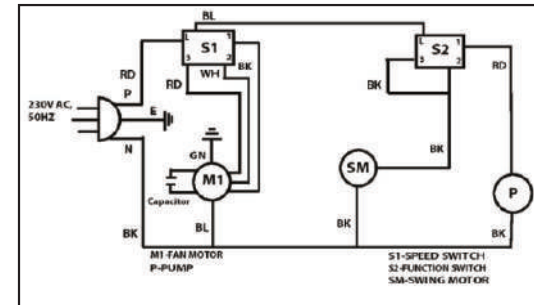 BL
L 1
S1
3 2
L 1
S2
3 2
RD
WH
BK
RD
BK
RD
P
230V AC,
50HZ
E
N
BK
GN
SM
P
M1
Capacitor
BK
BL
BK
BK
M1-FAN MOTOR
P-PUMP
S1-SPEED SWITCH
S2-FUNCTION SWITCH
SM-SWING MOTOR